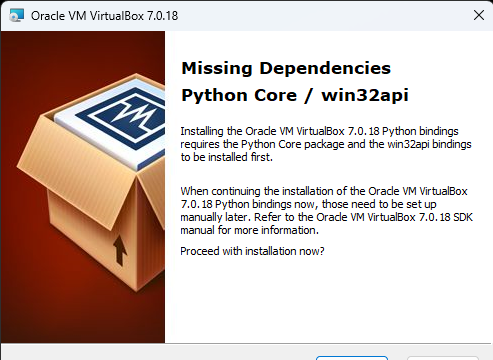 Oracle VM VirtualBox 7.0.18
Missing Dependencies
Python Core / win32api
Installing the Oracle VM VirtualBox 7.0.18 Python bindings
requires the Python Core package and the win32api bindings
to be installed first.
When continuing the installation of the Oracle VM VirtualBox
7.0.18 Python bindings now, those need to be set up
manually later. Refer to the Oracle VM VirtualBox 7.0.18 SDK
manual for more information.
Proceed with installation now?